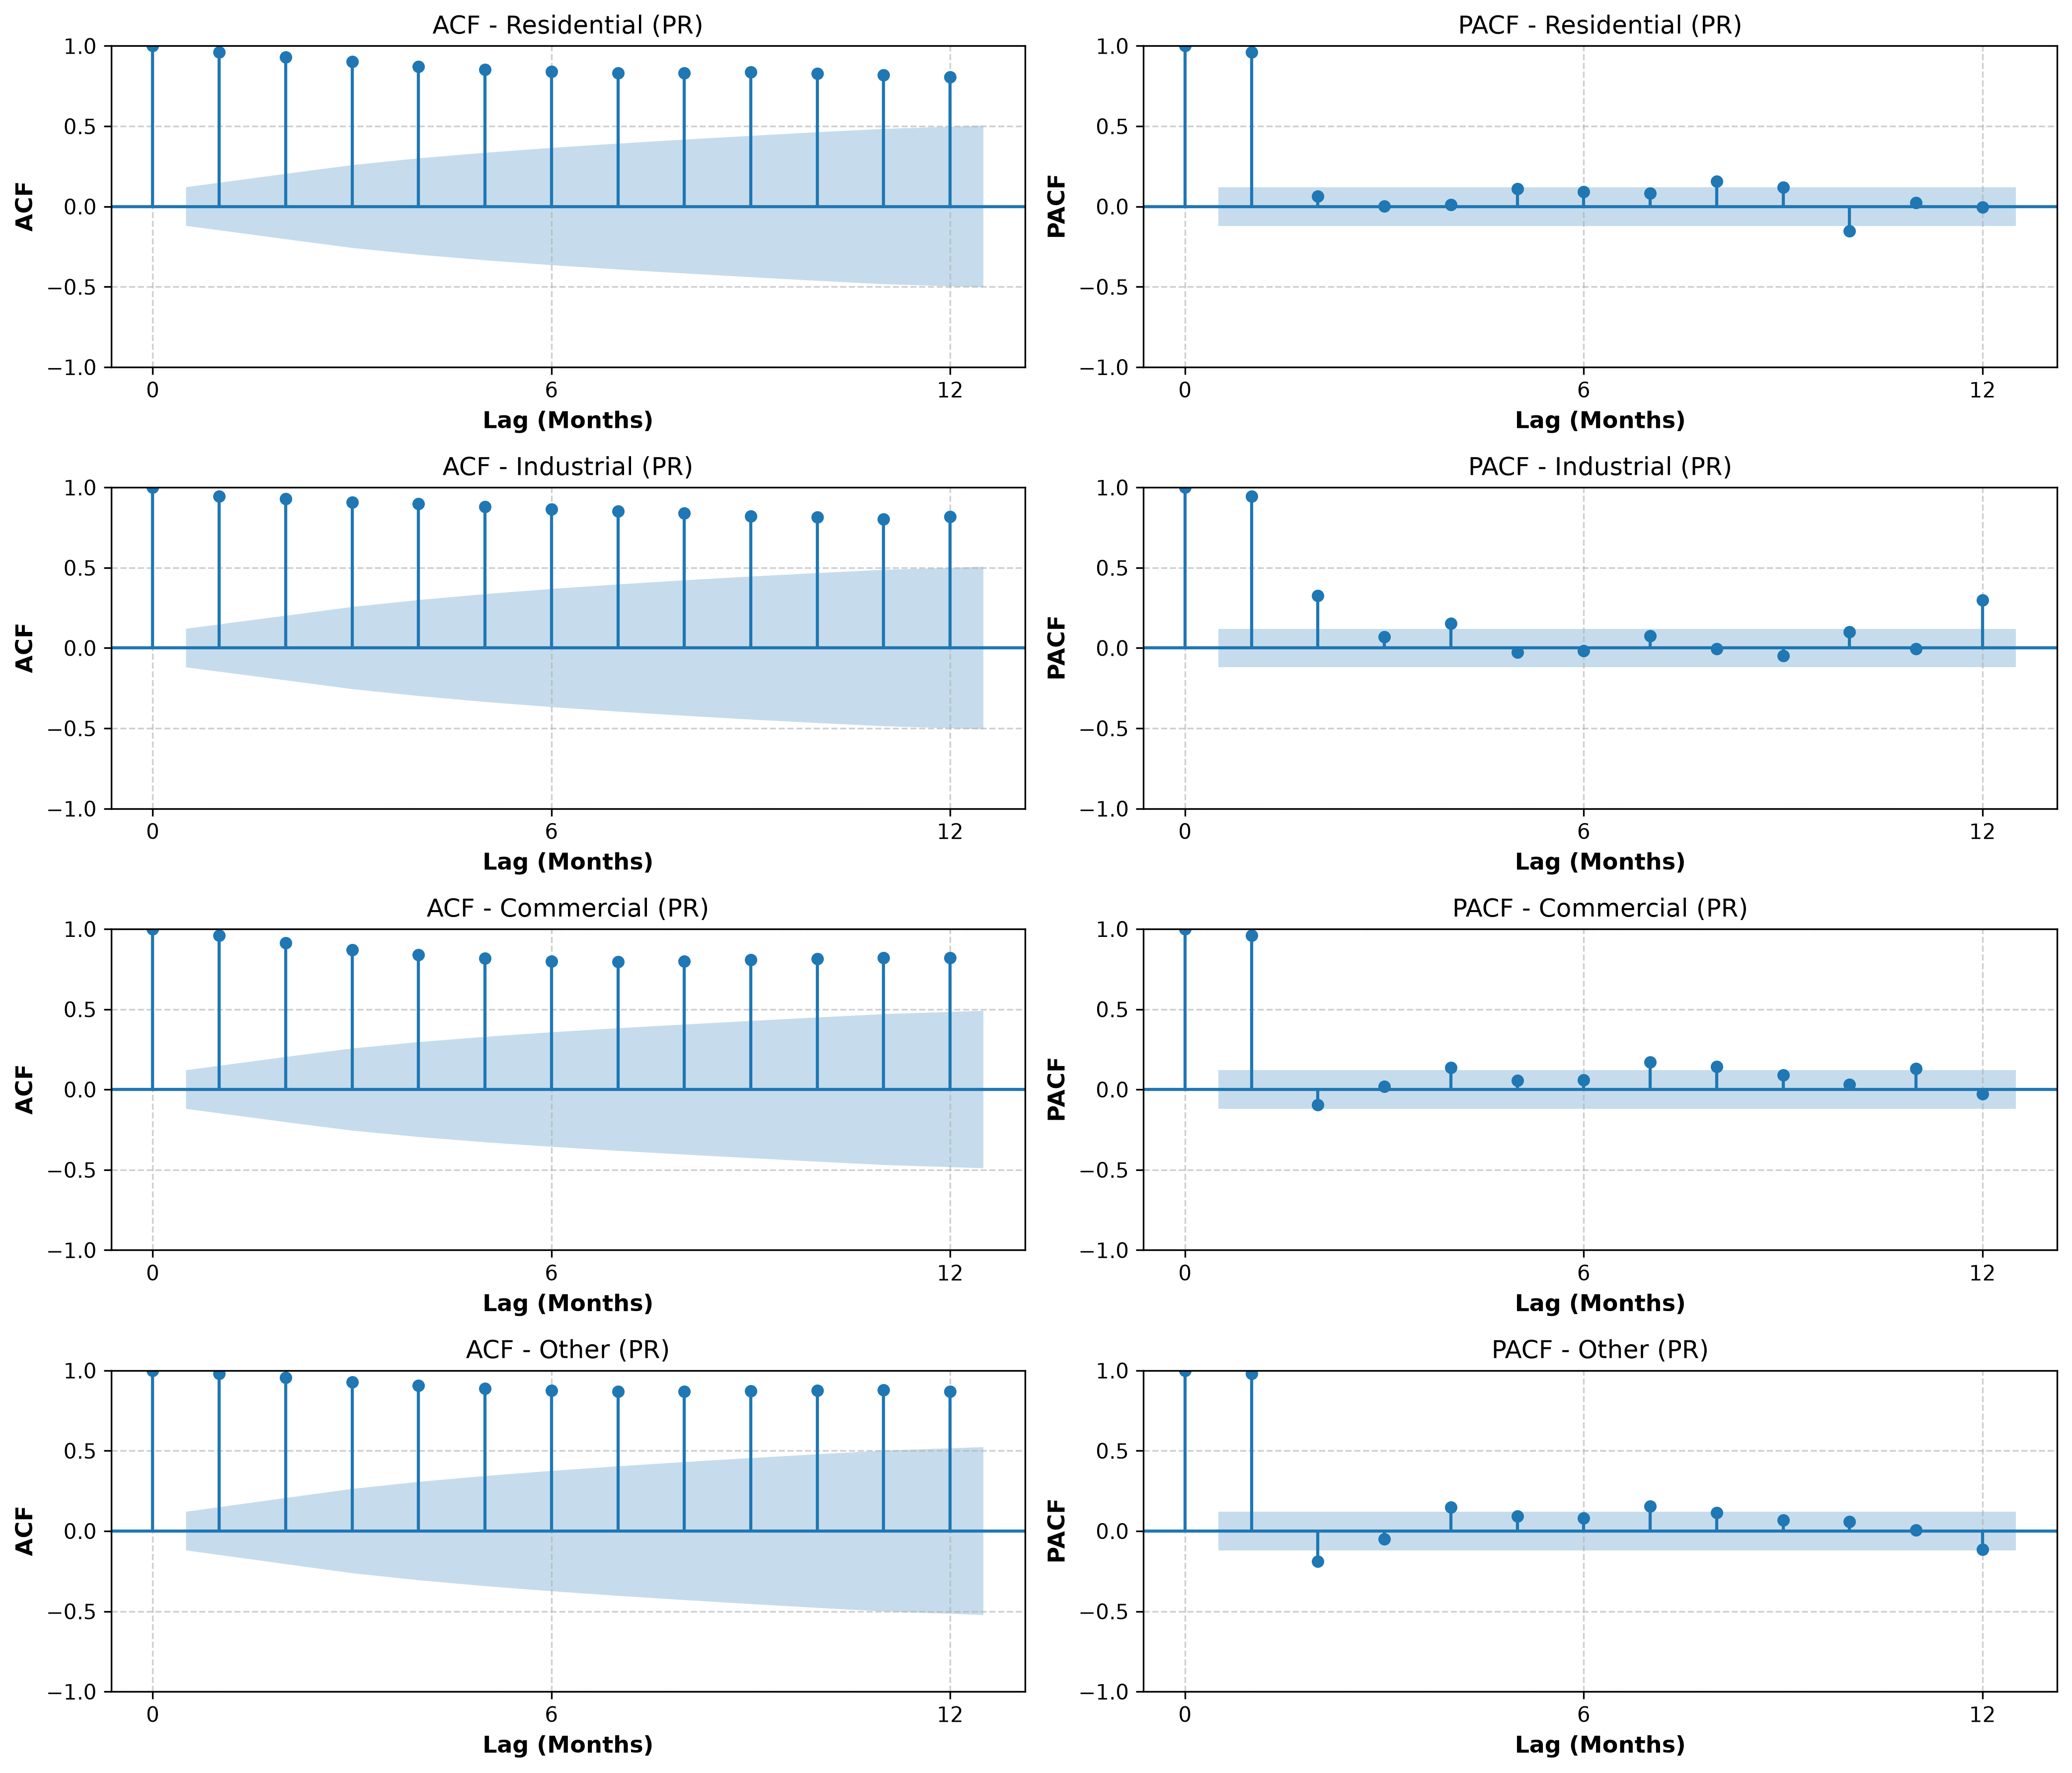 ACF - Residential (PR)
1.0
0.5
0.0
−0.5
−1.0
ACF
0
6
12
Lag (Months)
PACF - Residential (PR)
1.0
0.5
0.0
−0.5
−1.0
PACF
0
6
12
Lag (Months)
ACF - Industrial (PR)
1.0
0.5
0.0
−0.5
−1.0
ACF
0
6
12
Lag (Months)
PACF - Industrial (PR)
1.0
0.5
0.0
−0.5
−1.0
PACF
0
6
12
Lag (Months)
ACF - Commercial (PR)
1.0
0.5
0.0
−0.5
−1.0
ACF
0
6
12
Lag (Months)
PACF - Commercial (PR)
1.0
0.5
0.0
−0.5
−1.0
PACF
0
6
12
Lag (Months)
ACF - Other (PR)
1.0
0.5
0.0
−0.5
−1.0
ACF
0
6
12
Lag (Months)
PACF - Other (PR)
1.0
0.5
0.0
−0.5
−1.0
PACF
0
6
12
Lag (Months)